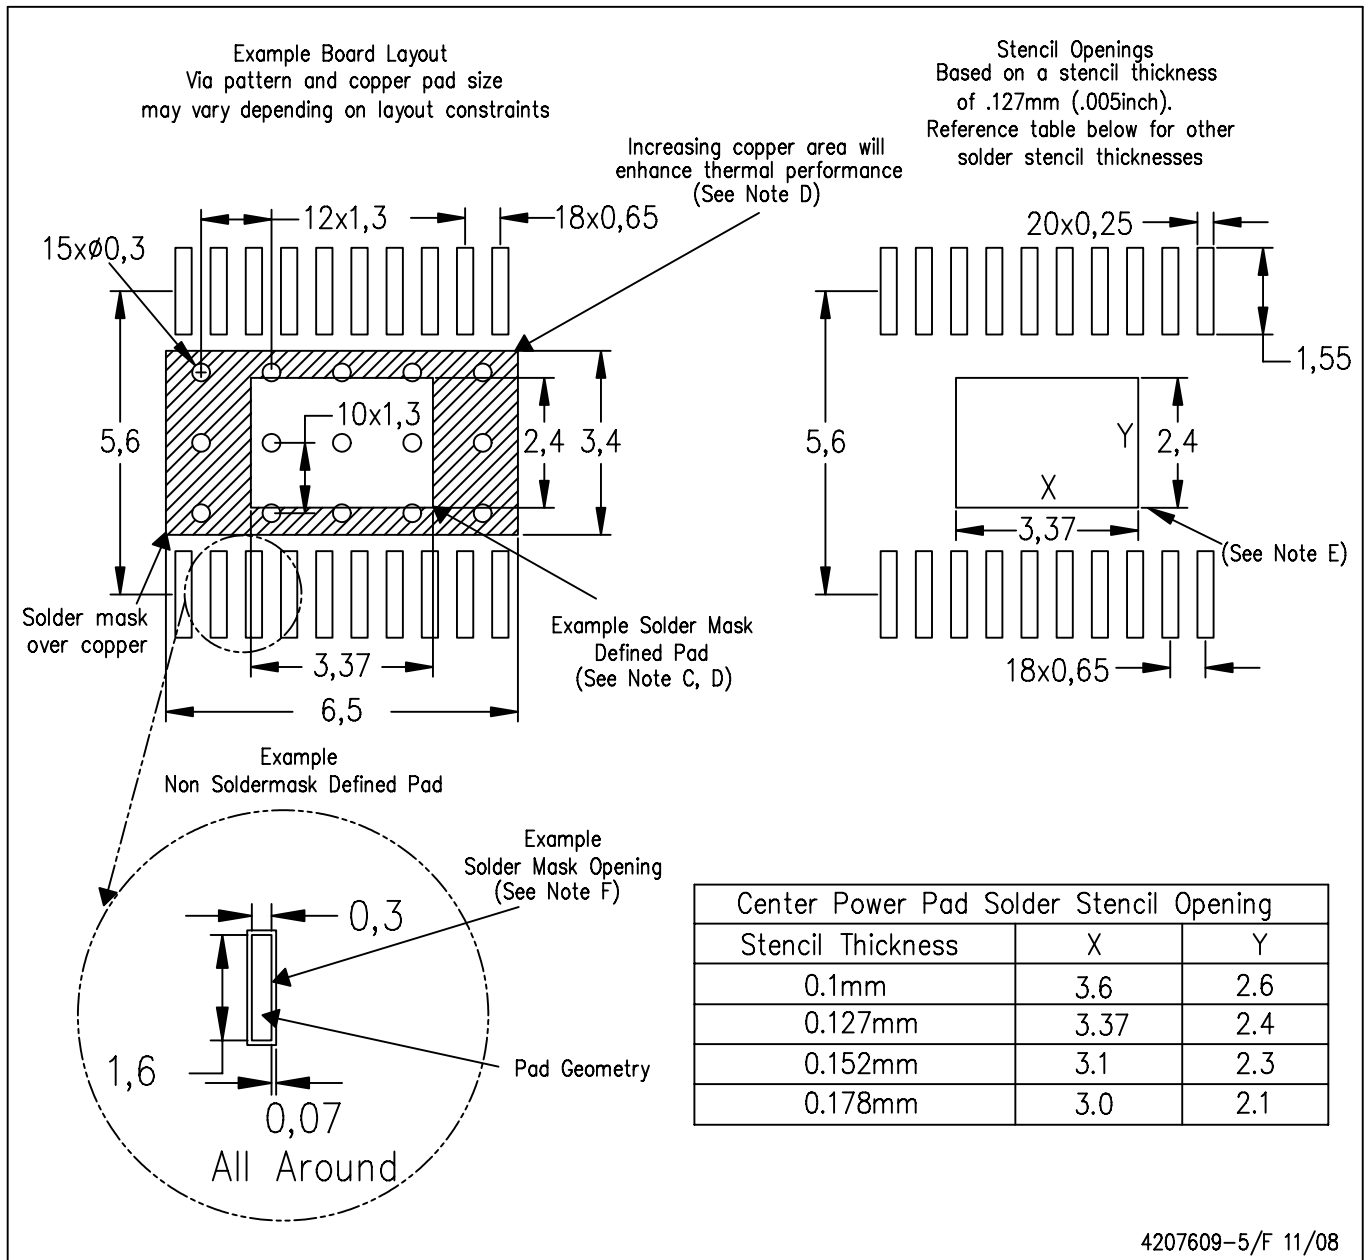 Example Board Layout
Via pattern and copper pad size
may vary depending on layout constraints
Stencil Openings
Based on a stencil thickness
of .127mm (.005inch).
Reference table below for other
solder stencil thicknesses
Increasing copper area will
enhance thermal performance
(See Note D)
12x1,3
18x0,65
15xø0,3
5,6
10x1,3
2,4
3,4
Solder mask
over copper
3,37
6,5
Example Solder Mask
Defined Pad
(See Note C, D)
20x0,25
1,55
5,6
Y
2,4
X
3,37
(See Note E)
18x0,65
Example
Non Soldermask Defined Pad
Example
Solder Mask Opening
(See Note F)
0,3
1,6
Pad Geometry
0,07
All Around
Center Power Pad Solder Stencil Opening
Stencil Thickness X Y
0.1mm 3.6 2.6
0.127mm 3.37 2.4
0.152mm 3.1 2.3
0.178mm 3.0 2.1
4207609-5/F 11/08